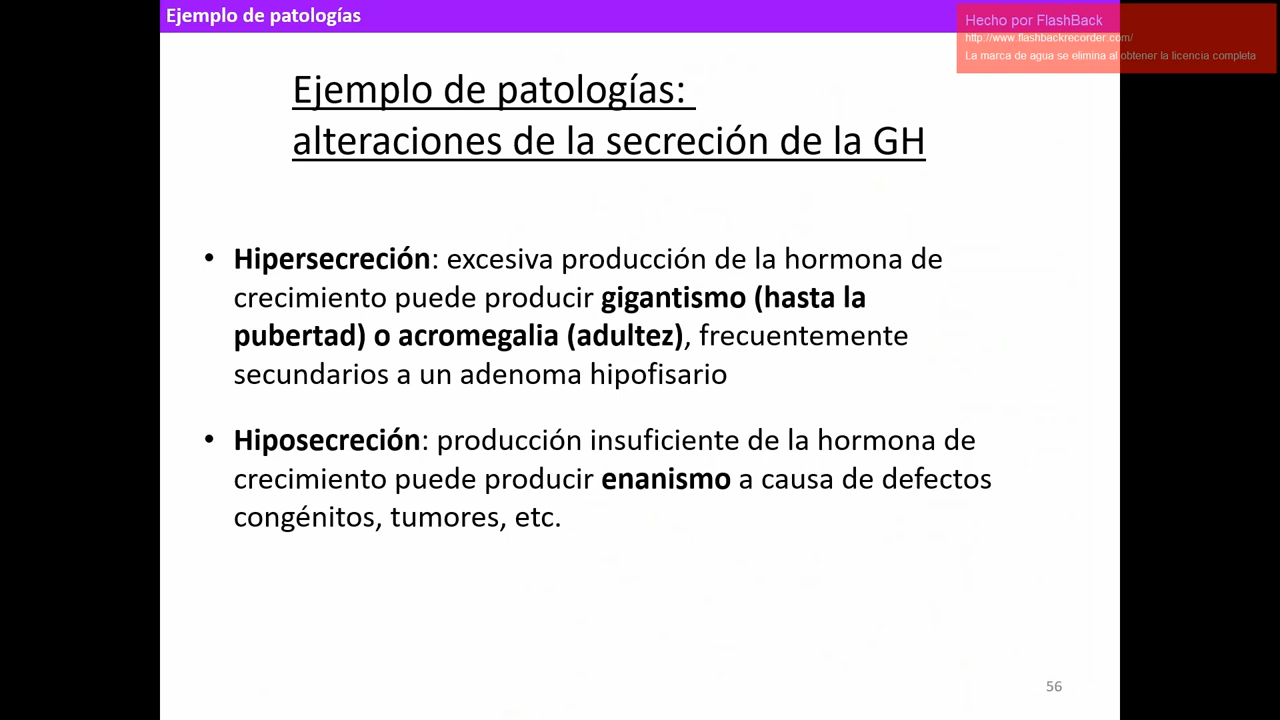 Ejemplo de patologías
Hecho por FlashBack
http://www.flashbackrecorder.com/
La marca de agua se elimina al obtener la licencia completa
Ejemplo de patologías:
alteraciones de la secreción de la GH
• Hipersecreción: excesiva producción de la hormona de
crecimiento puede producir gigantismo (hasta la
pubertad) o acromegalia (adultez), frecuentemente
secundarios a un adenoma hipofisario
• Hiposecreción: producción insuficiente de la hormona de
crecimiento puede producir enanismo a causa de defectos
congénitos, tumores, etc.
56